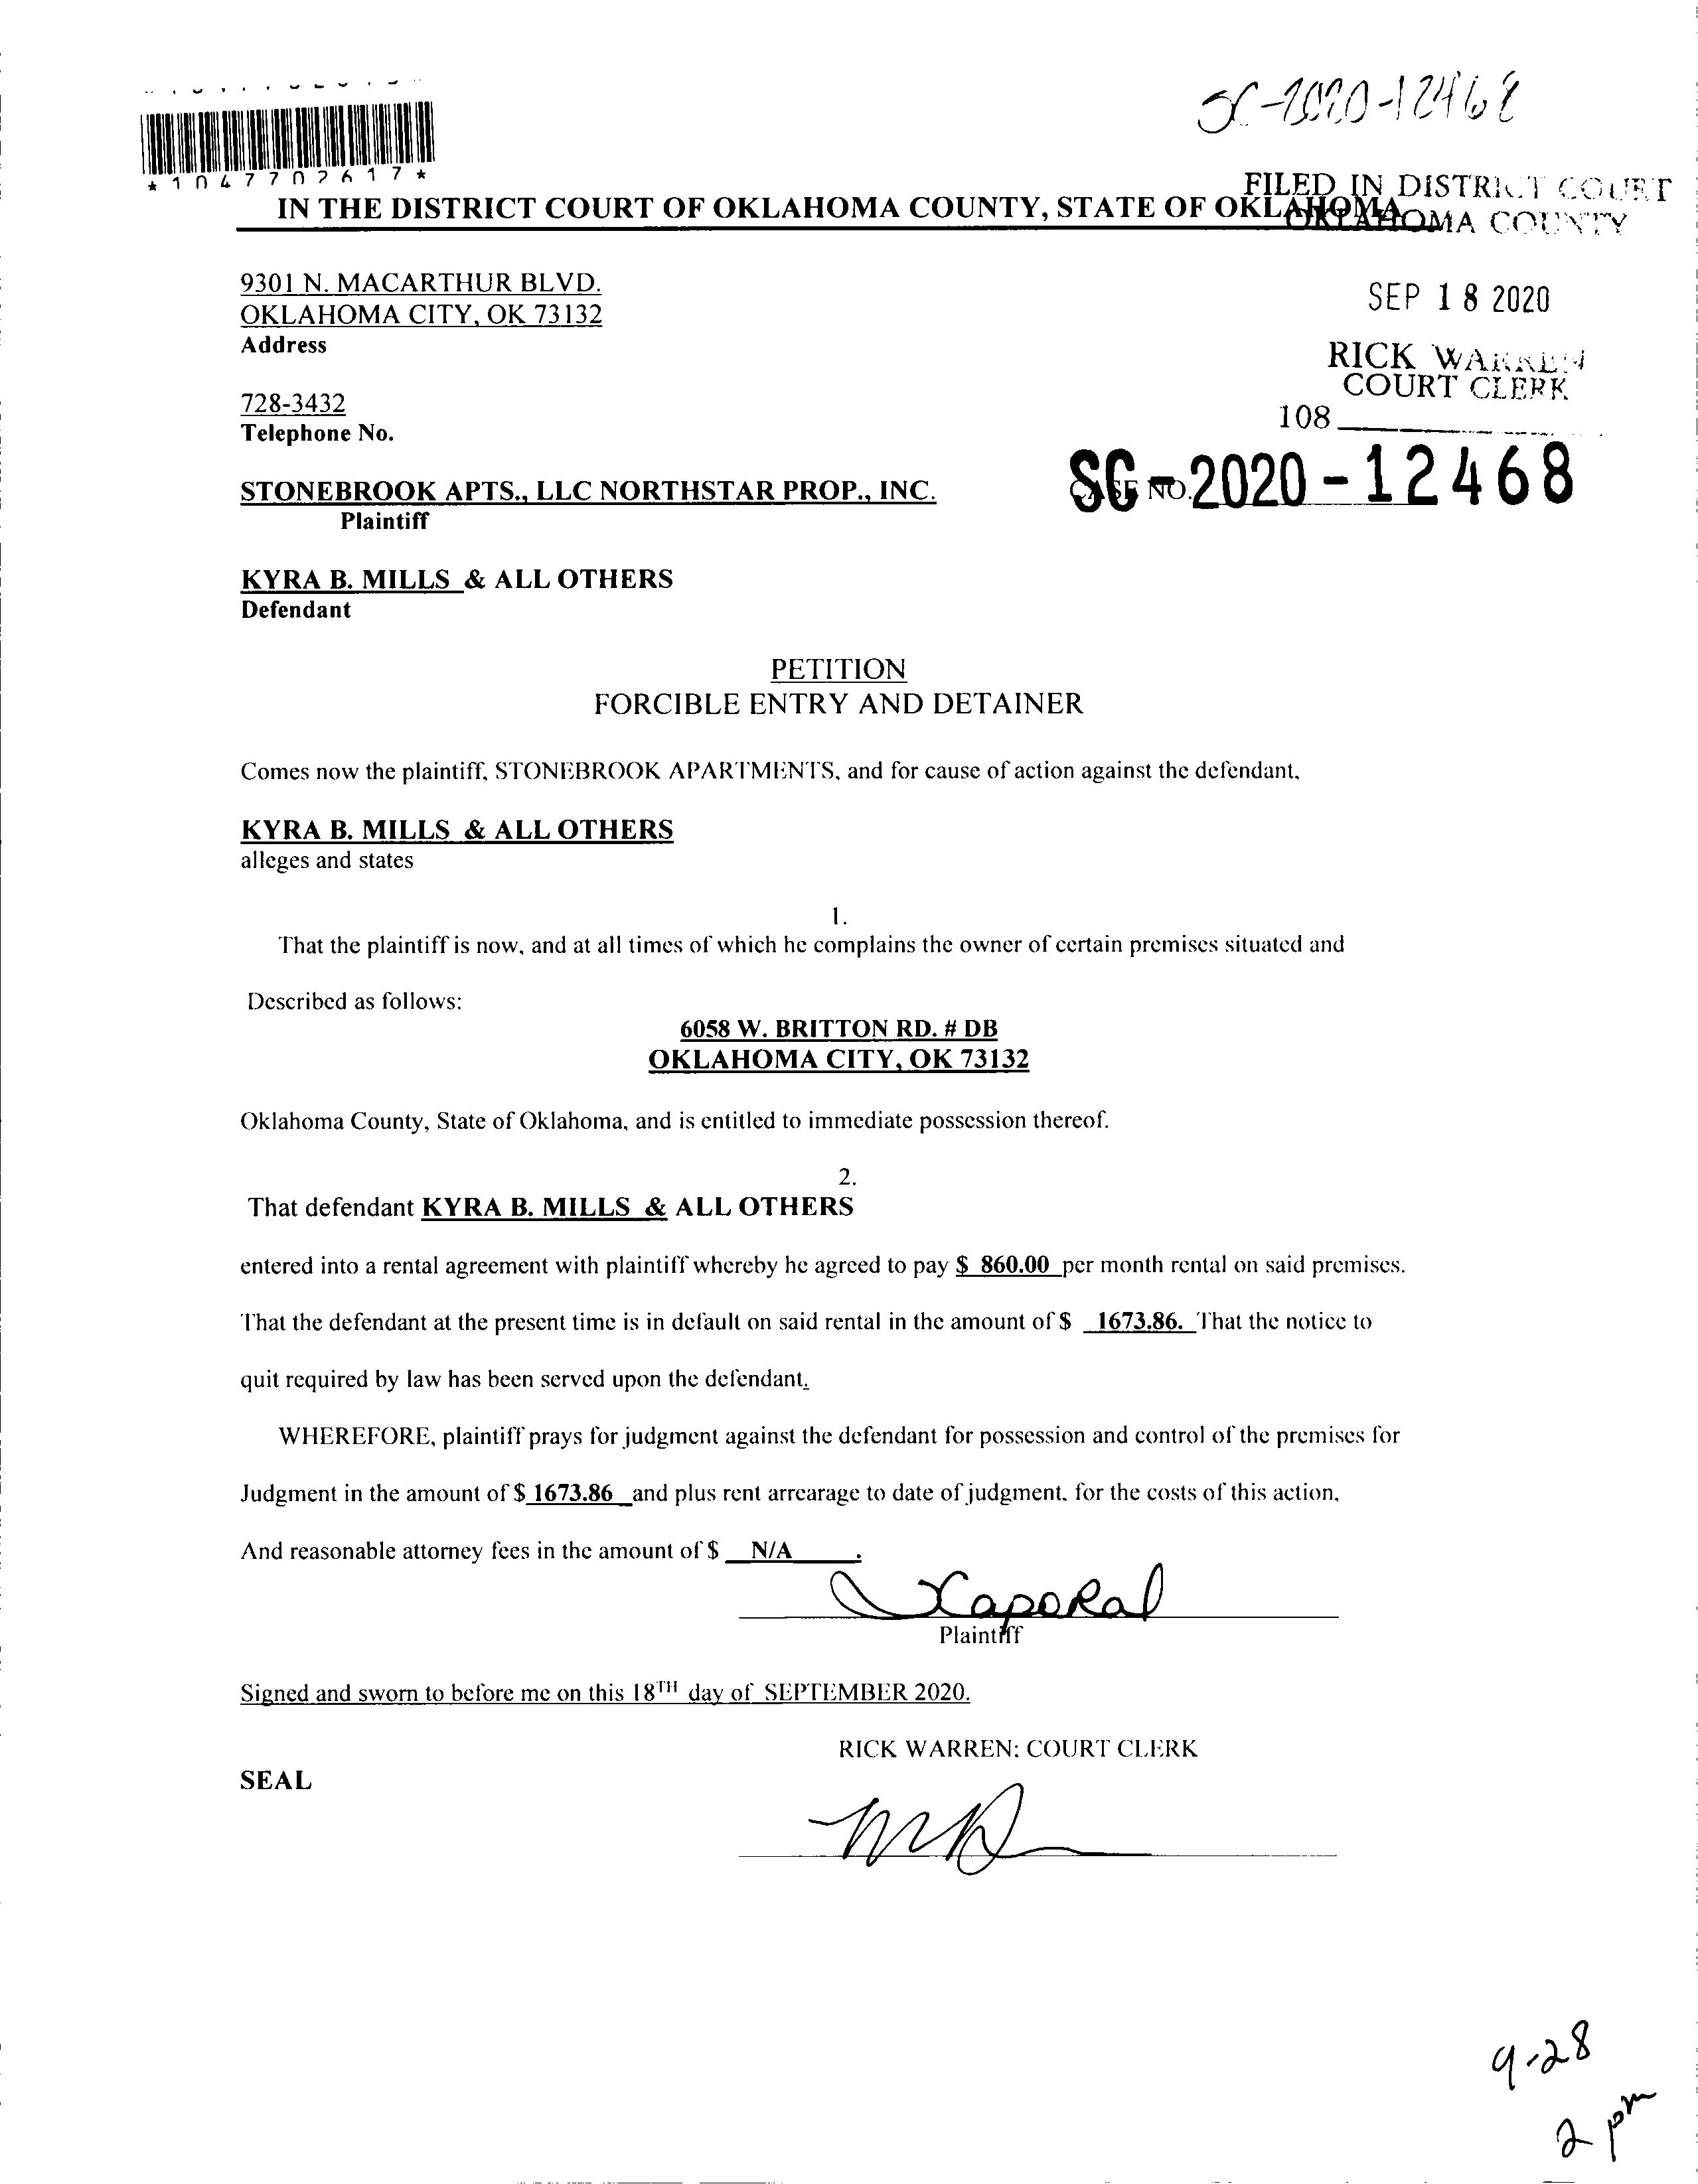 SC-2020-12468
*1047702617*
FILED IN DISTRICT COURT
OKLAHOMA COUNTY
IN THE DISTRICT COURT OF OKLAHOMA COUNTY, STATE OF OKLAHOMA
9301 N. MACARTHUR BLVD.
OKLAHOMA CITY, OK 73132
Address
SEP 18 2020
RICK WARREN
COURT CLERK
108
728-3432
Telephone No.
STONEBROOK APTS., LLC NORTHSTAR PROP., INC.
Plaintiff
CASE NO. SC-2020-12468
KYRA B. MILLS & ALL OTHERS
Defendant
PETITION
FORCIBLE ENTRY AND DETAINER
Comes now the plaintiff, STONEBROOK APARTMENTS, and for cause of action against the defendant,
KYRA B. MILLS & ALL OTHERS
alleges and states
1.
That the plaintiff is now, and at all times of which he complains the owner of certain premises situated and
Described as follows:
6058 W. BRITTON RD. # DB
OKLAHOMA CITY, OK 73132
Oklahoma County, State of Oklahoma, and is entitled to immediate possession thereof.
2.
That defendant KYRA B. MILLS & ALL OTHERS
entered into a rental agreement with plaintiff whereby he agreed to pay $ 860.00 per month rental on said premises.
That the defendant at the present time is in default on said rental in the amount of $ 1673.86. That the notice to
quit required by law has been served upon the defendant.
WHEREFORE, plaintiff prays for judgment against the defendant for possession and control of the premises for
Judgment in the amount of $ 1673.86 and plus rent arrearage to date of judgment, for the costs of this action,
And reasonable attorney fees in the amount of $ N/A .
Plaintiff
Signed and sworn to before me on this 18TH day of SEPTEMBER 2020.
RICK WARREN: COURT CLERK
SEAL
9-28
2 pm